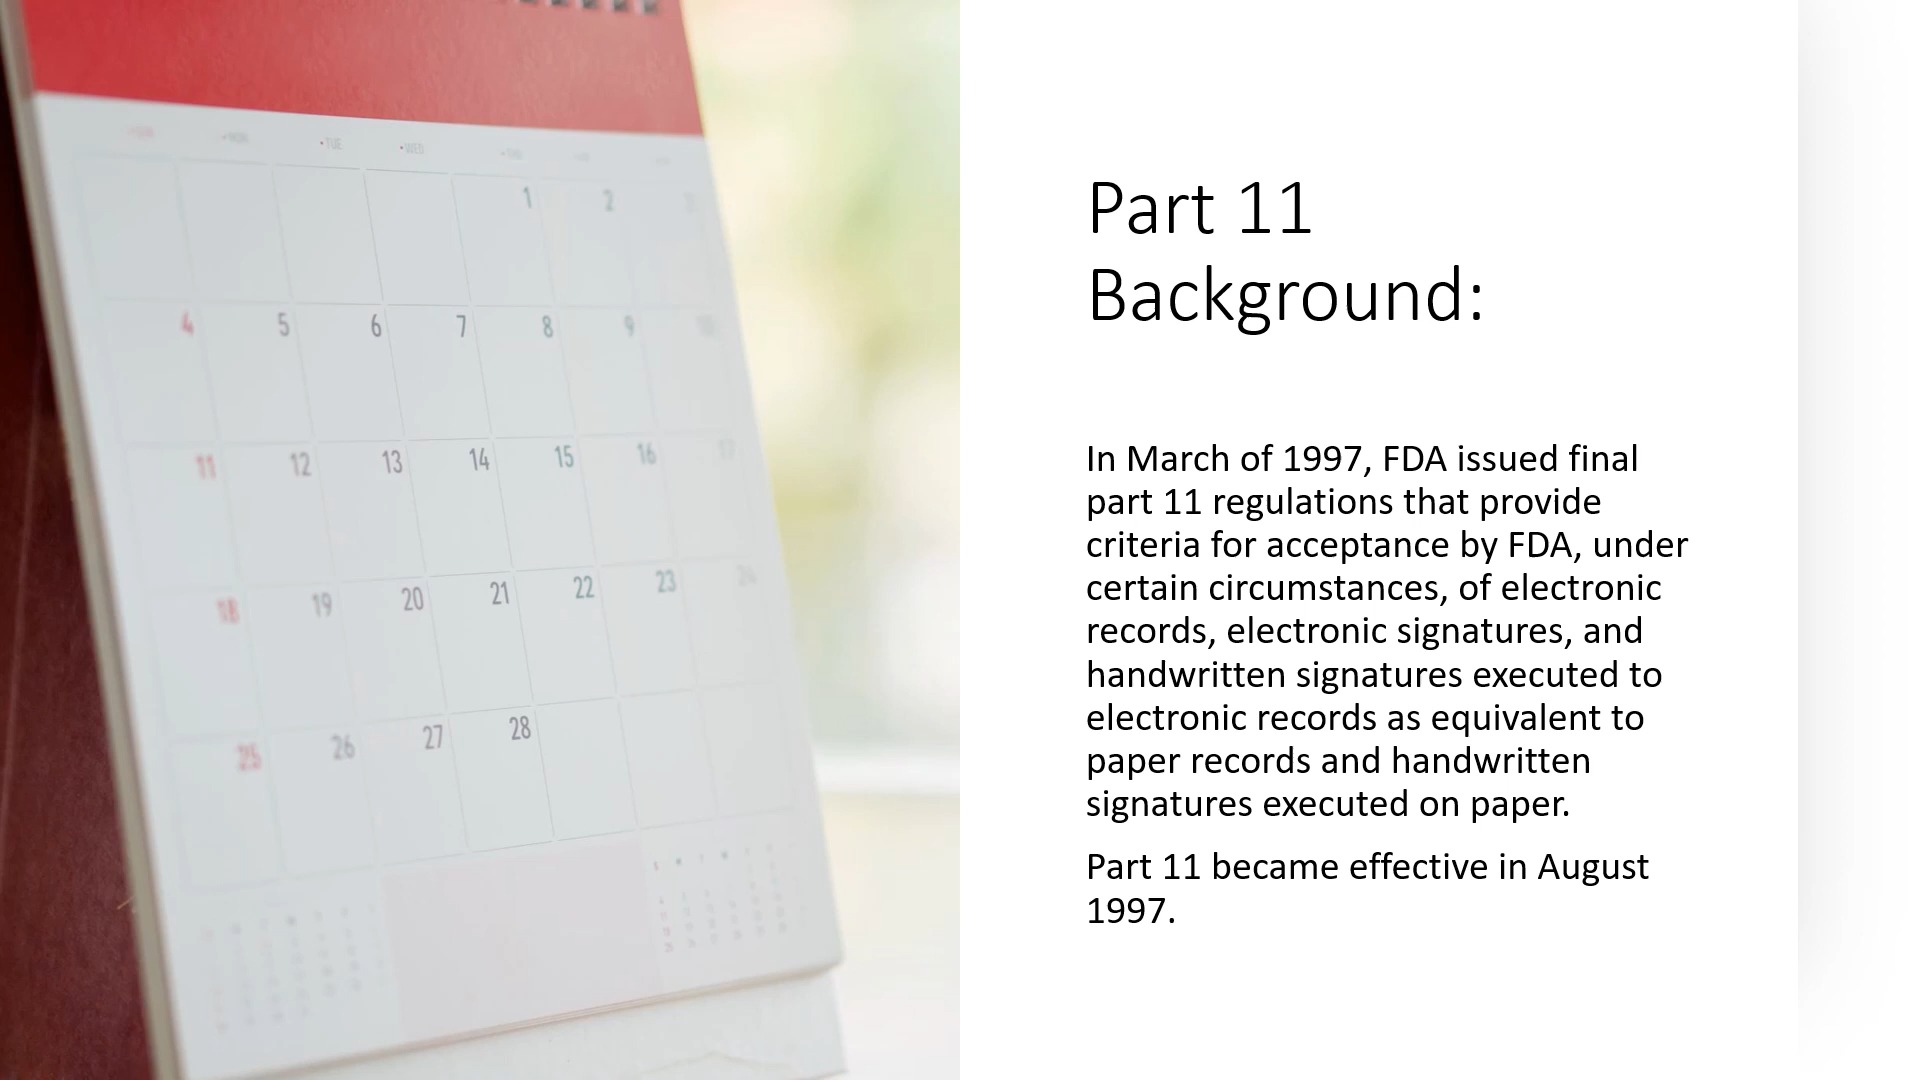 TUE
WED
1 2
4 5 6 7 8 9
11 12 13 14 15 16 17
18 19 20 21 22 23 24
25 26 27 28
Part 11
Background:
In March of 1997, FDA issued final
part 11 regulations that provide
criteria for acceptance by FDA, under
certain circumstances, of electronic
records, electronic signatures, and
handwritten signatures executed to
electronic records as equivalent to
paper records and handwritten
signatures executed on paper.
Part 11 became effective in August
1997.